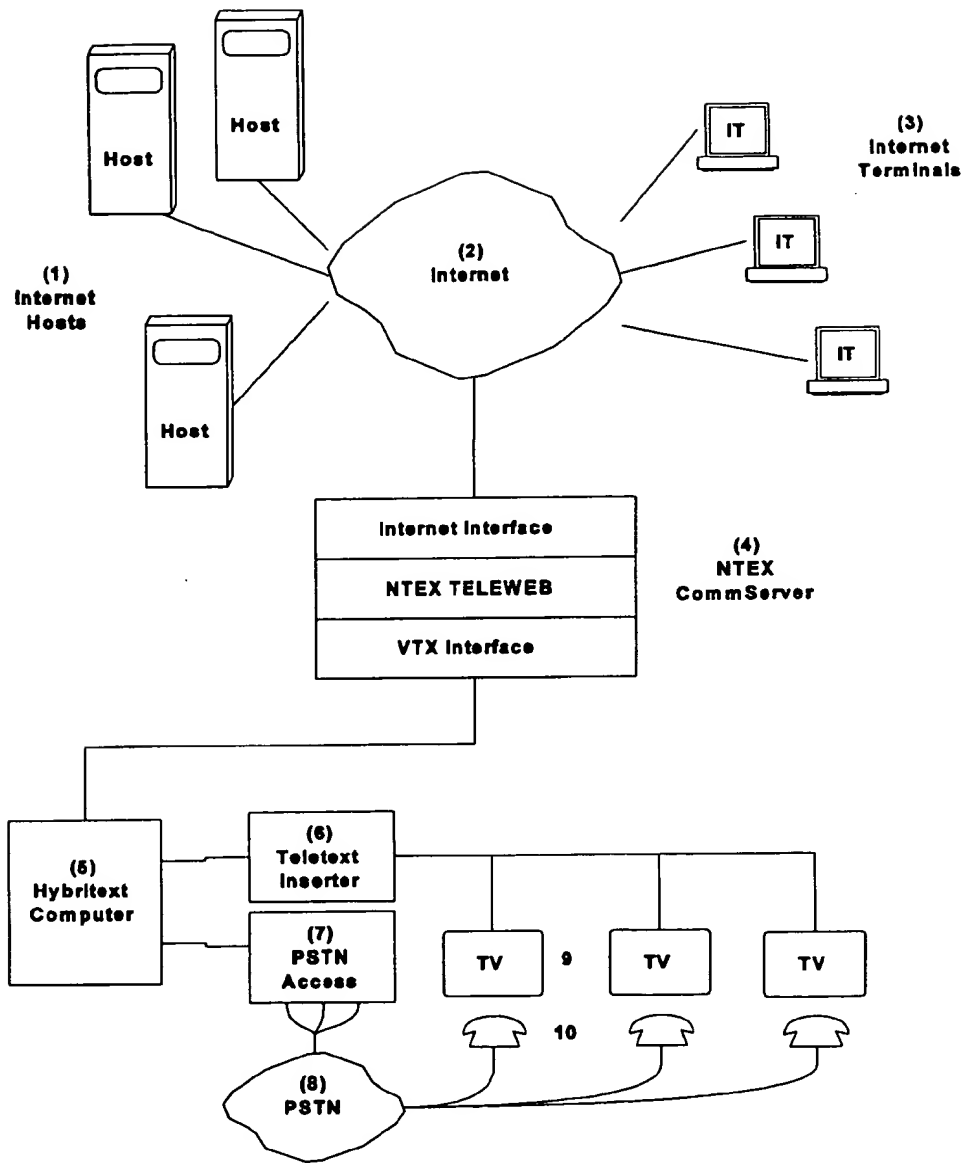 Host
Host
(1)
Internet
Hosts
Host
(2)
Internet
IT
IT
IT
(3)
Internet
Terminals
Internet Interface
NTEX TELEWEB
VTX Interface
(4)
NTEX
CommServer
(5)
Hybritext
Computer
(6)
Teletext
Inserter
(7)
PSTN
Access
(8)
PSTN
TV
9
TV
TV
10